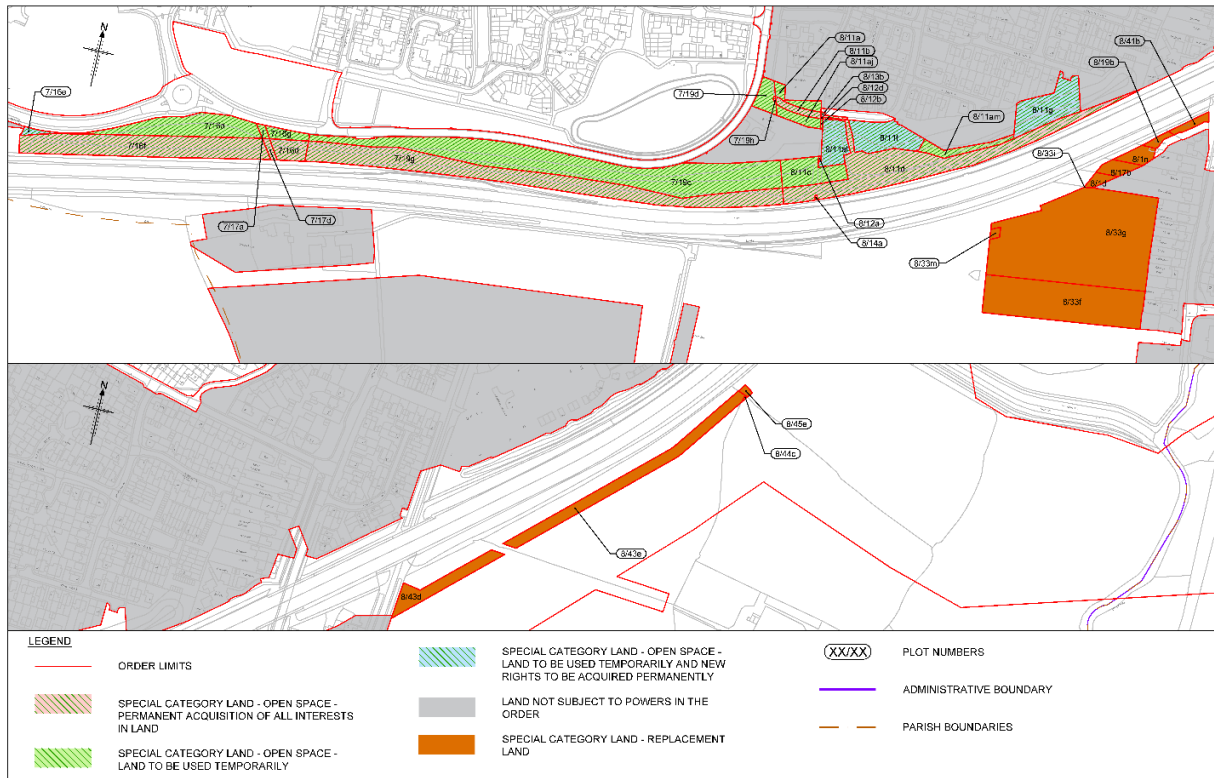 N
7/16e
7/16a
7/16g
7/16f
7/16d
7/17a
7/17d
7/19g
7/19c
7/19d
7/19h
8/11a
8/11b
8/11aj
8/13b
8/12d
8/12b
8/11c
8/11d
8/11am
8/12a
8/14a
8/41b
8/19b
8/33i
8/1n
8/17b
8/1d
8/33g
8/33m
8/33f
N
8/45a
8/44c
8/43e
8/43d
LEGEND
ORDER LIMITS
SPECIAL CATEGORY LAND - OPEN SPACE -
PERMANENT ACQUISITION OF ALL INTERESTS
IN LAND
SPECIAL CATEGORY LAND - OPEN SPACE -
LAND TO BE USED TEMPORARILY
SPECIAL CATEGORY LAND - OPEN SPACE -
LAND TO BE USED TEMPORARILY AND NEW
RIGHTS TO BE ACQUIRED PERMANENTLY
LAND NOT SUBJECT TO POWERS IN THE
ORDER
SPECIAL CATEGORY LAND - REPLACEMENT
LAND
XX/XX
PLOT NUMBERS
ADMINISTRATIVE BOUNDARY
PARISH BOUNDARIES